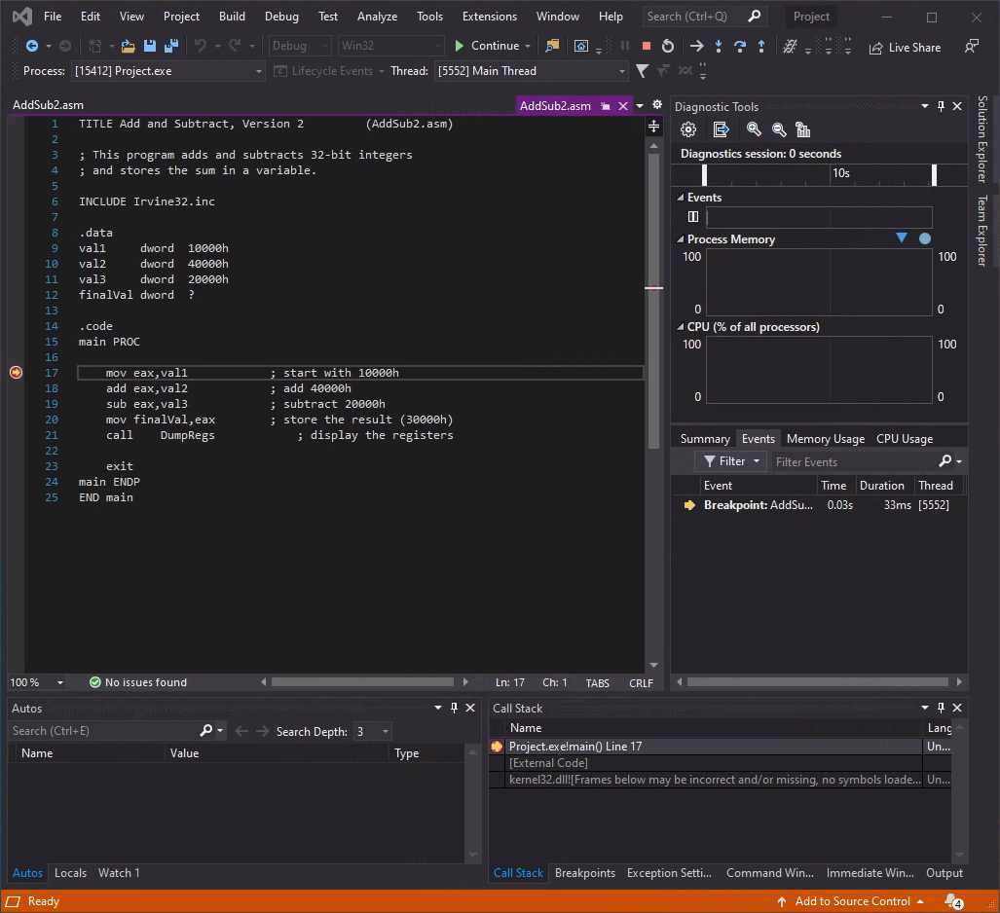 File Edit View Project Build Debug Test Analyze Tools Extensions Window Help Search (Ctrl+Q) Project
Debug Win32 Continue Live Share
Process: [15412] Project.exe Lifecycle Events Thread: [5552] Main Thread
AddSub2.asm AddSub2.asm
1 TITLE Add and Subtract, Version 2 (AddSub2.asm)
2
3 ; This program adds and subtracts 32-bit integers
4 ; and stores the sum in a variable.
5
6 INCLUDE Irvine32.inc
7
8 .data
9 val1 dword 10000h
10 val2 dword 40000h
11 val3 dword 20000h
12 finalVal dword ?
13
14 .code
15 main PROC
16
17 mov eax,val1 ; start with 10000h
18 add eax,val2 ; add 40000h
19 sub eax,val3 ; subtract 20000h
20 mov finalVal,eax ; store the result (30000h)
21 call DumpRegs ; display the registers
22
23 exit
24 main ENDP
25 END main
100 % No issues found Ln: 17 Ch: 1 TABS CRLF
Diagnostic Tools
Diagnostics session: 0 seconds
10s
Events
Process Memory
100 100
0 0
CPU (% of all processors)
100 100
0 0
Summary Events Memory Usage CPU Usage
Filter Filter Events
Event Time Duration Thread
Breakpoint: AddSu... 0.03s 33ms [5552]
Solution Explorer
Team Explorer
Autos
Search (Ctrl+E) Search Depth: 3
Name Value Type
Autos Locals Watch 1
Call Stack
Name Lang
Project.exe!main() Line 17 Un...
[External Code]
kernel32.dll![Frames below may be incorrect and/or missing, no symbols loade... Un...
Call Stack Breakpoints Exception Setti... Command Win... Immediate Win... Output
Ready Add to Source Control 4